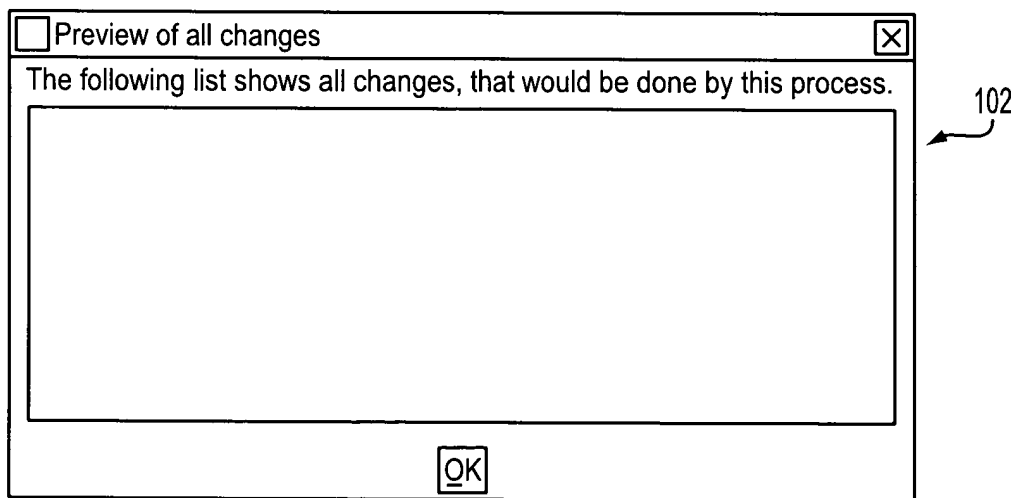 Preview of all changes
The following list shows all changes, that would be done by this process.
102
OK